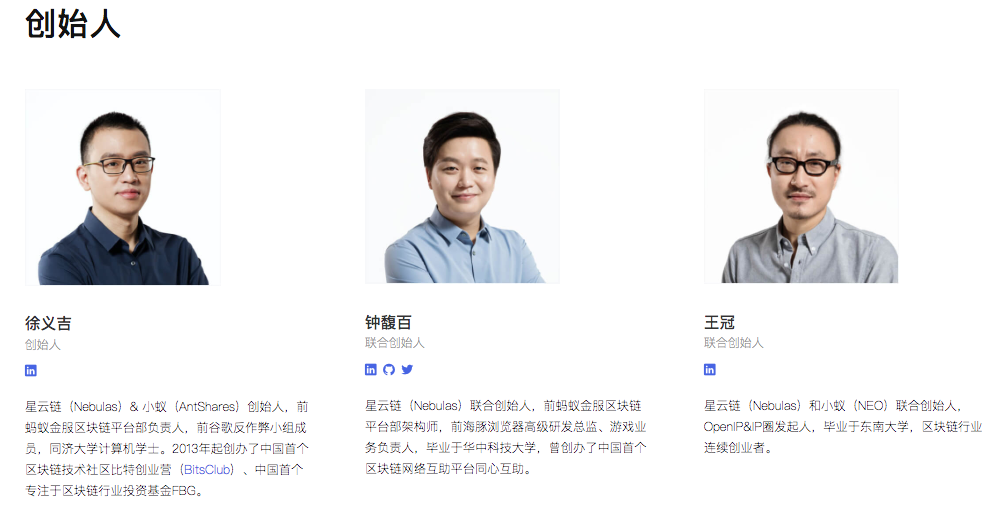 创始人
徐义吉
创始人
星云链（Nebulas）& 小蚁（AntShares）创始人，前
蚂蚁金服区块链平台部负责人，前谷歌反作弊小组成
员，同济大学计算机学士。2013年起创办了中国首个
区块链技术社区比特创业营（BitsClub）、中国首个
专注于区块链行业投资基金FBG。
钟馥百
联合创始人
星云链（Nebulas）联合创始人，前蚂蚁金服区块链
平台部架构师，前海豚浏览器高级研发总监、游戏业
务负责人，毕业于华中科技大学，曾创办了中国首个
区块链网络互助平台同心互助。
王冠
联合创始人
星云链（Nebulas）和小蚁（NEO）联合创始人，
OpenIP&IP圈发起人，毕业于东南大学，区块链行业
连续创业者。